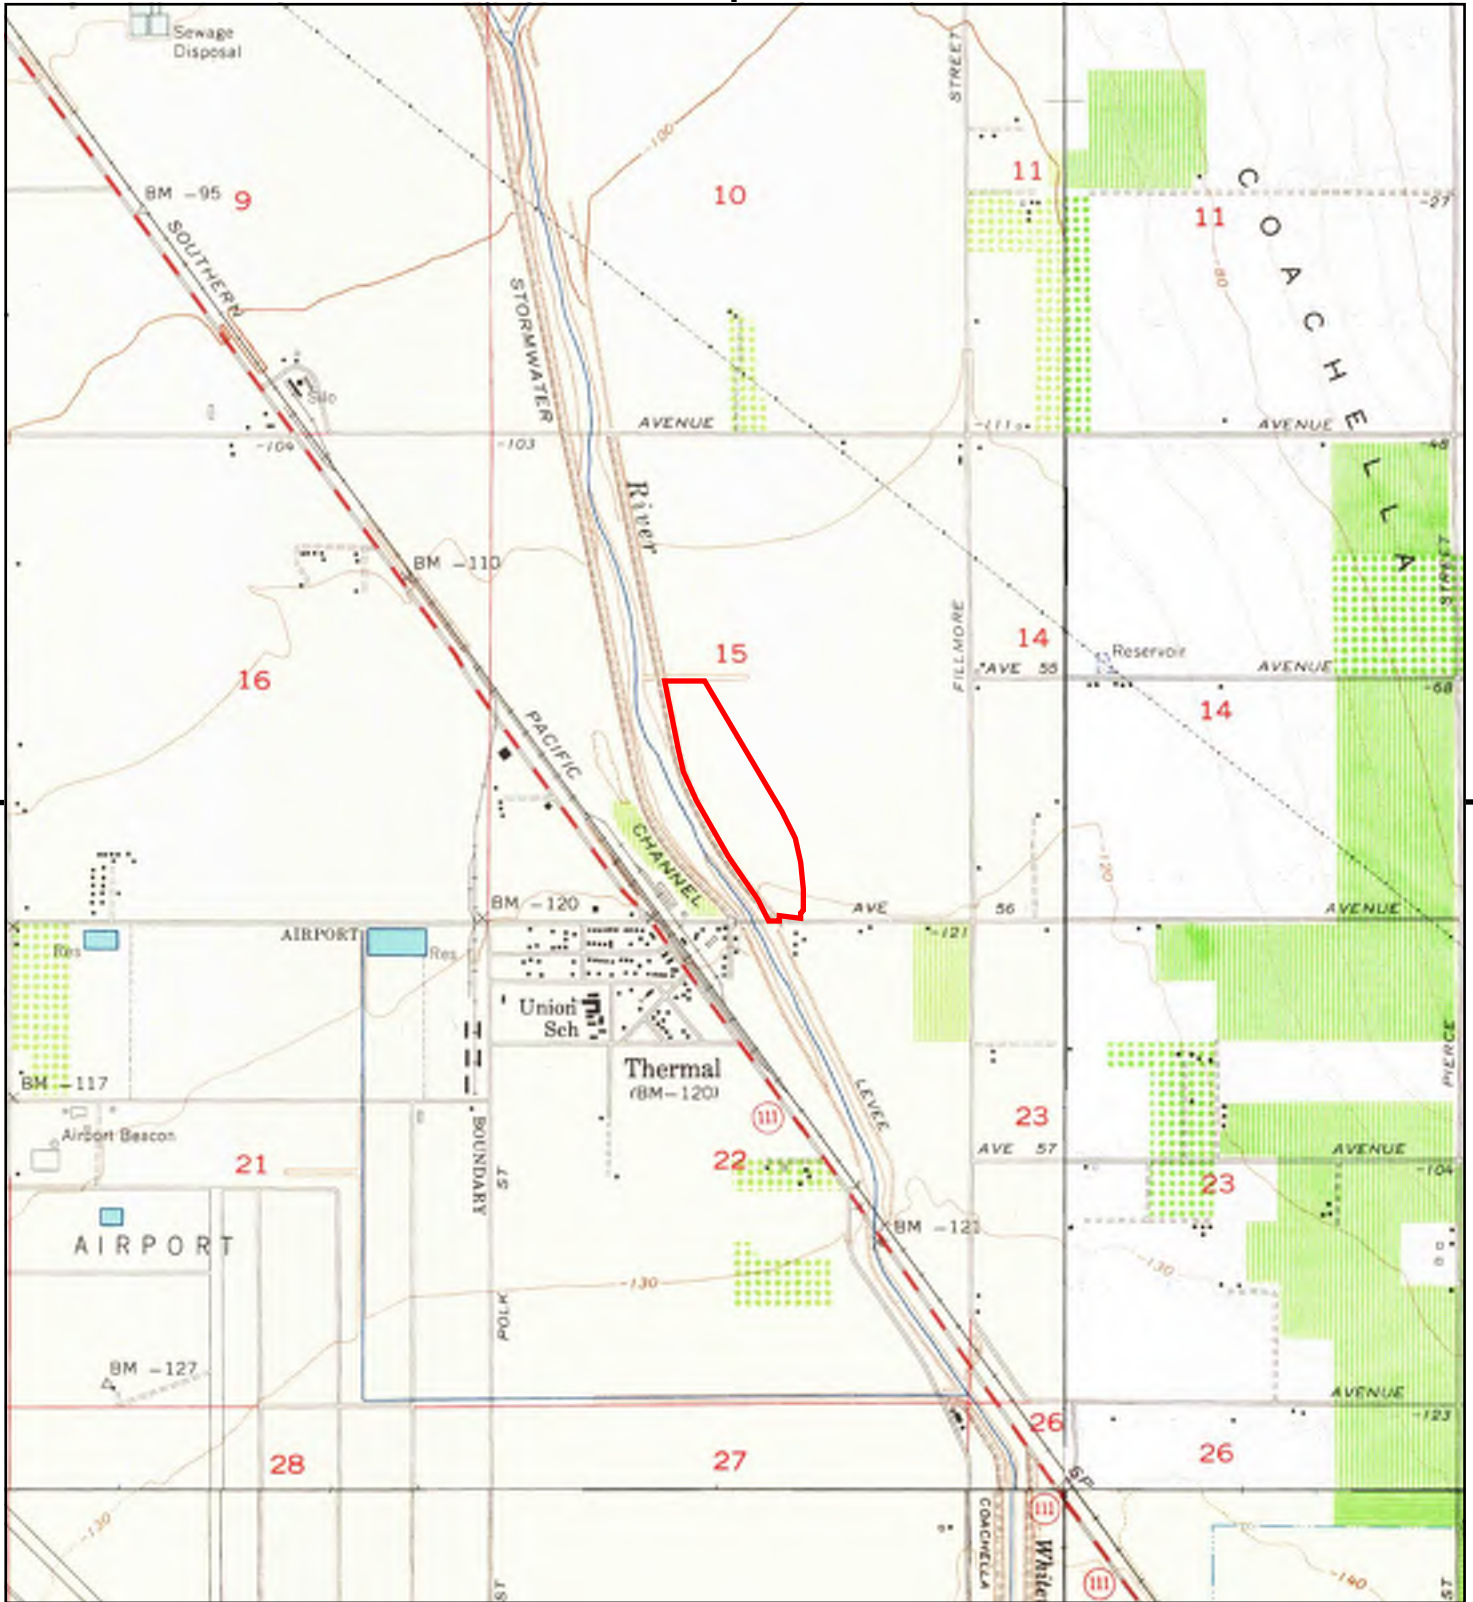 Sewage
Disposal
STREET
-100
BM -95
9
10
11
11
-27
SOUTHERN
COACHELLA
-80
STORMWATER
Silo
AVENUE
-111
AVENUE
-48
-104
-103
River
BM -110
STREET
FILLMORE
15
14
Reservoir
AVE 55
AVENUE
-68
16
14
PACIFIC
CHANNEL
-120
BM -120
AVE
56
AVENUE
AIRPORT
-121
Res
Res
Union
Sch
Thermal
(BM-120)
PIERCE
BM -117
LEVEE
111
23
Airport Beacon
BOUNDARY
AVE 57
AVENUE
-104
21
22
23
ST
BM -121
AIRPORT
-130
-130
POLK
BM -127
AVENUE
-123
26
28
27
26
SP
-130
COACHELLA
111
White
111
-140
ST
ST